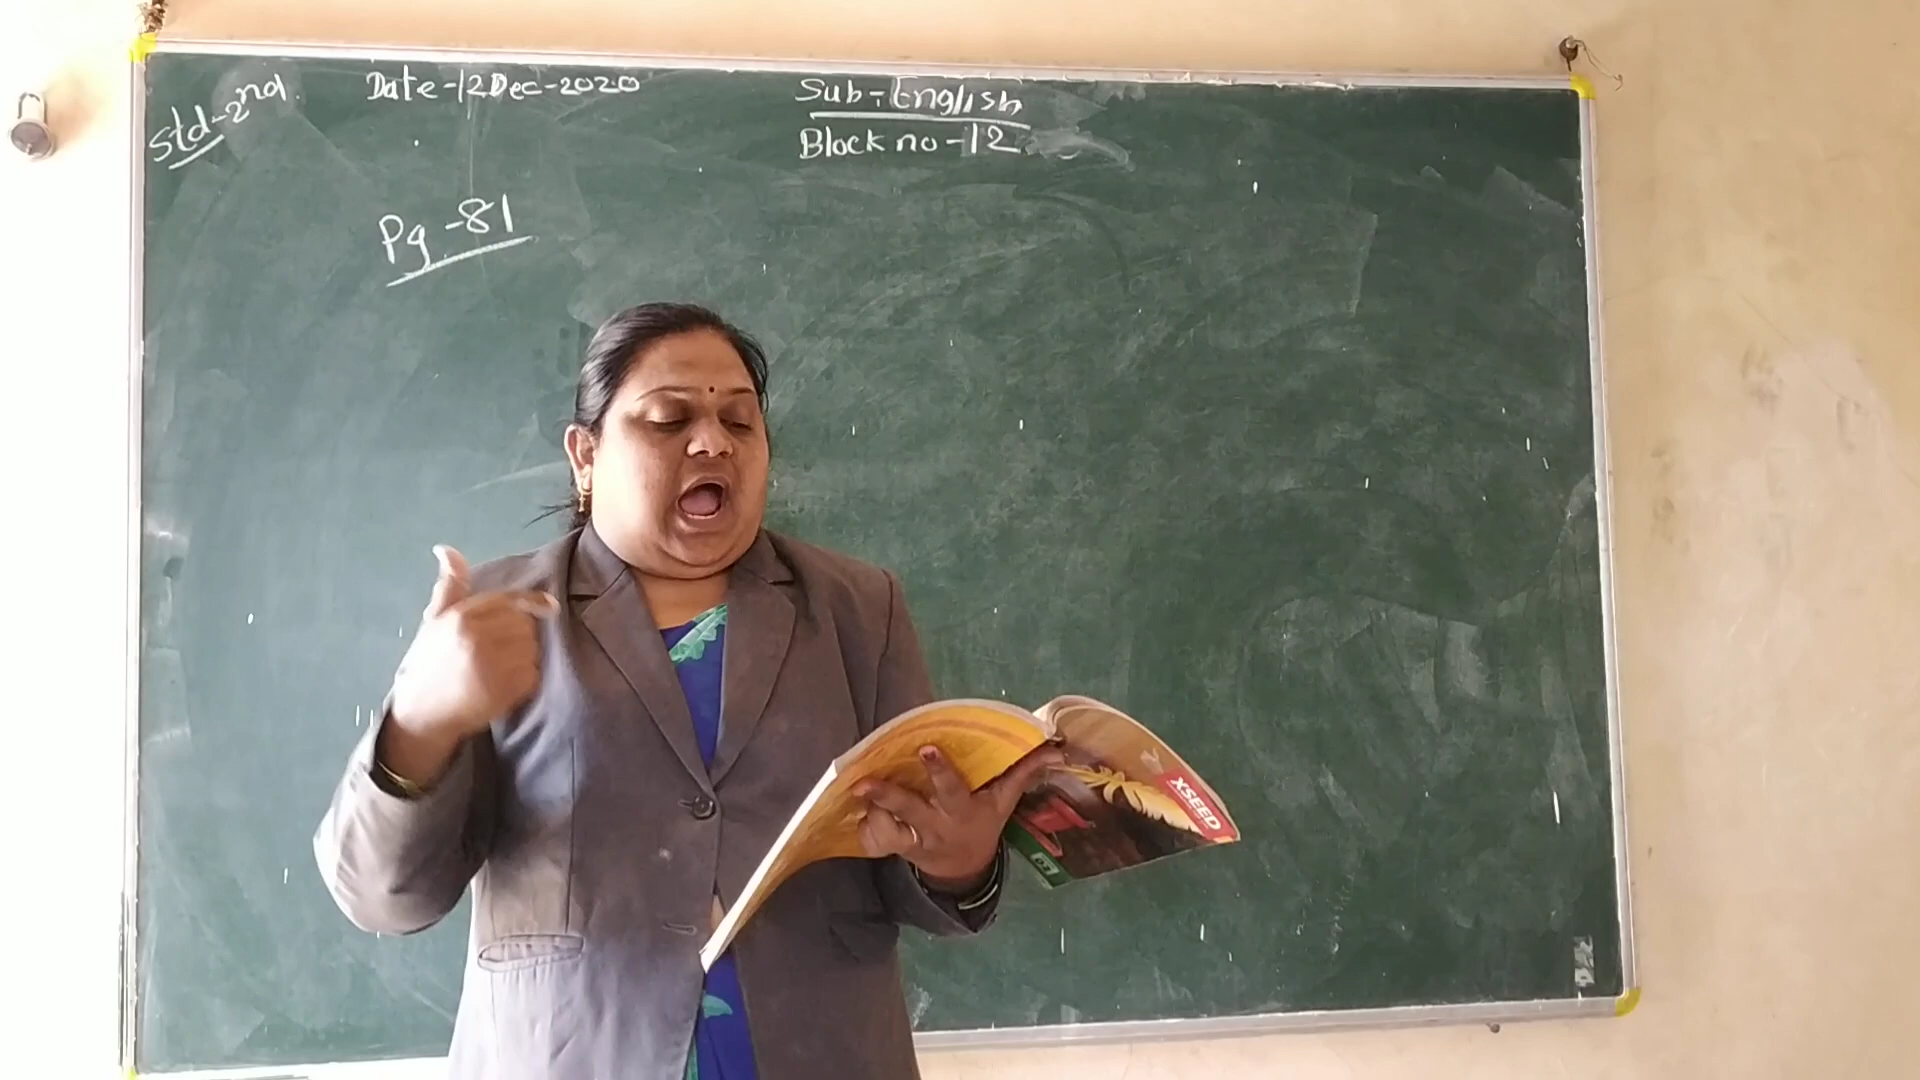 Std-2nd.
Date-12Dec-2020
Sub-English
Block no-12
Pg-81
XSEED